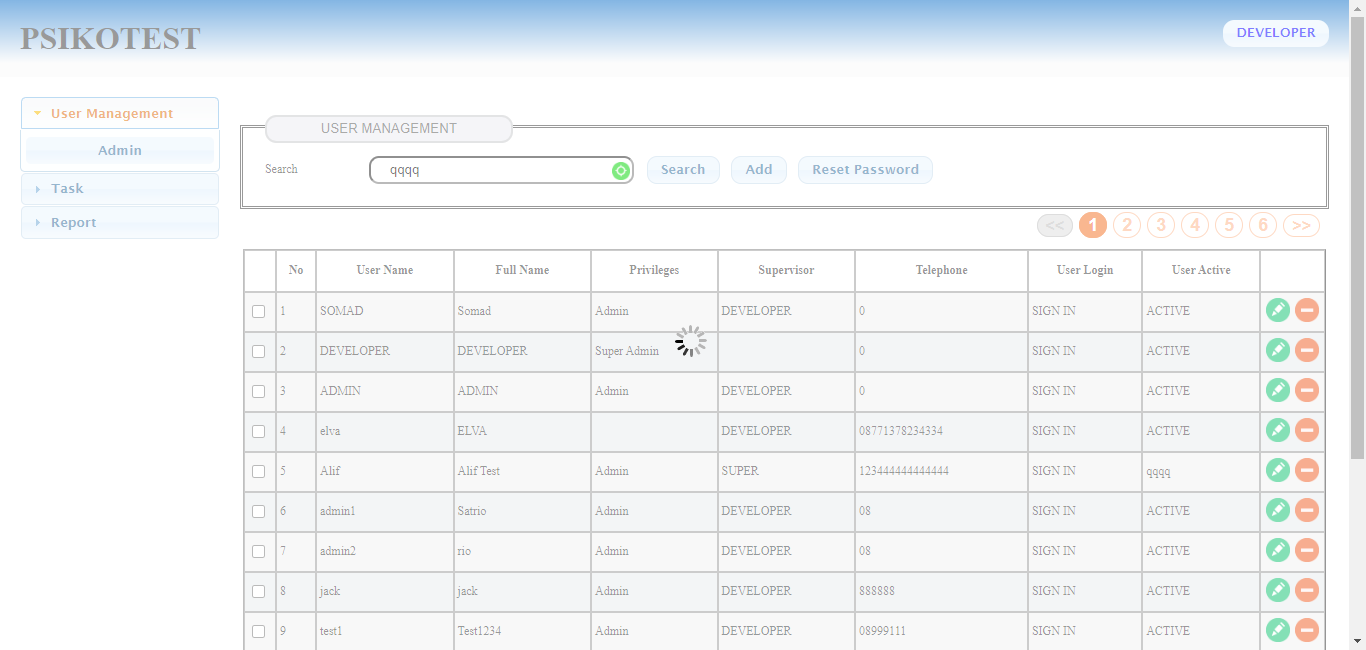 PSIKOTEST
DEVELOPER
User Management
Admin
Task
Report
USER MANAGEMENT
Search qqqq Search Add Reset Password
<< 1 2 3 4 5 6 >>
No User Name Full Name Privileges Supervisor Telephone User Login User Active
1 SOMAD Somad Admin DEVELOPER 0 SIGN IN ACTIVE
2 DEVELOPER DEVELOPER Super Admin 0 SIGN IN ACTIVE
3 ADMIN ADMIN Admin DEVELOPER 0 SIGN IN ACTIVE
4 elva ELVA DEVELOPER 08771378234334 SIGN IN ACTIVE
5 Alif Alif Test Admin SUPER 123444444444444 SIGN IN qqqq
6 admin1 Satrio Admin DEVELOPER 08 SIGN IN ACTIVE
7 admin2 rio Admin DEVELOPER 08 SIGN IN ACTIVE
8 jack jack Admin DEVELOPER 888888 SIGN IN ACTIVE
9 test1 Test1234 Admin DEVELOPER 08999111 SIGN IN ACTIVE